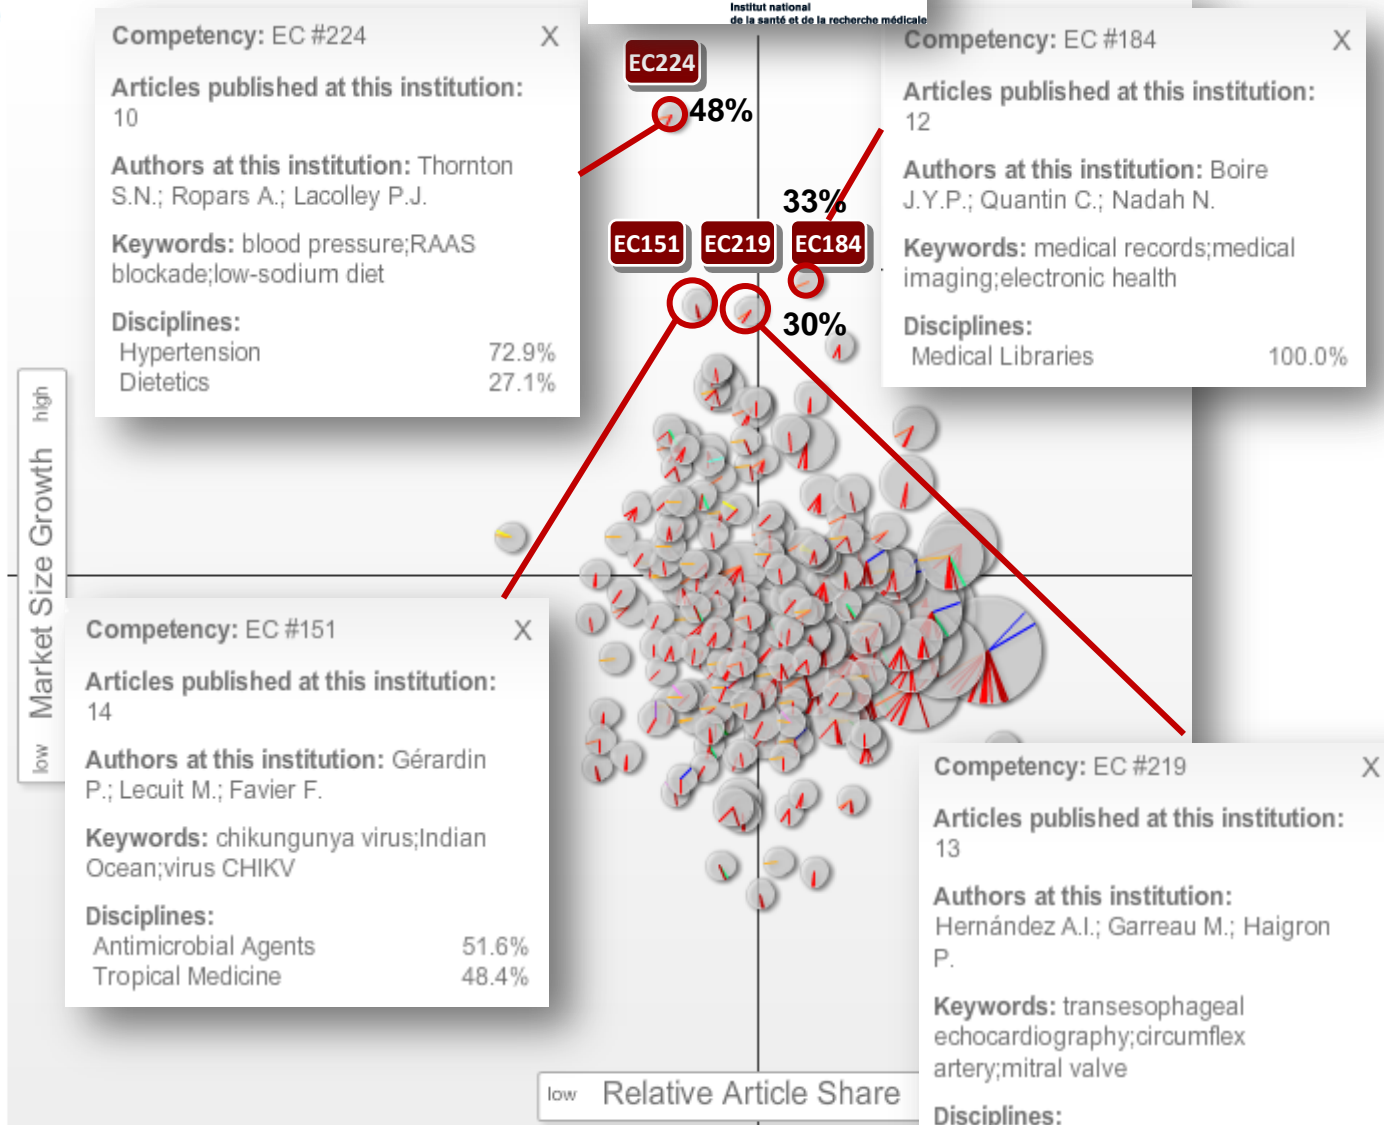 Institut national
de la santé et de la recherche médicale
Competency: EC #224 X
Articles published at this institution:
10
Authors at this institution: Thornton
S.N.; Ropars A.; Lacolley P.J.
Keywords: blood pressure;RAAS
blockade;low-sodium diet
Disciplines:
Hypertension 72.9%
Dietetics 27.1%
EC224
48%
Competency: EC #184 X
Articles published at this institution:
12
Authors at this institution: Boire
J.Y.P.; Quantin C.; Nadah N.
Keywords: medical records;medical
imaging;electronic health
Disciplines:
Medical Libraries 100.0%
33%
EC151
EC219
EC184
30%
high
Market Size Growth
low
Competency: EC #151 X
Articles published at this institution:
14
Authors at this institution: Gérardin
P.; Lecuit M.; Favier F.
Keywords: chikungunya virus;Indian
Ocean;virus CHIKV
Disciplines:
Antimicrobial Agents 51.6%
Tropical Medicine 48.4%
Competency: EC #219 X
Articles published at this institution:
13
Authors at this institution:
Hernández A.I.; Garreau M.; Haigron
P.
Keywords: transesophageal
echocardiography;circumflex
artery;mitral valve
Disciplines:
low Relative Article Share